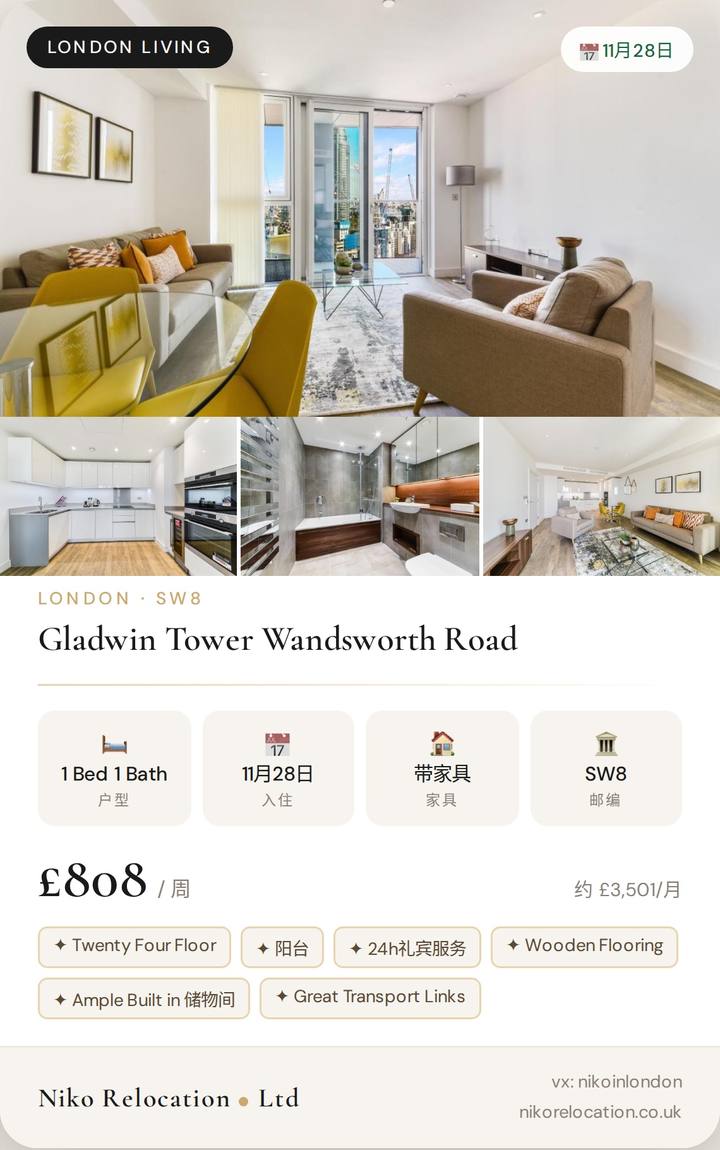 LONDON LIVING
📅 11月28日
LONDON · SW8
Gladwin Tower Wandsworth Road
🛏️ 📅 🏠 🏛️
1 Bed 1 Bath 11月28日 带家具 SW8
户型 入住 家具 邮编
£808 / 周 约 £3,501/月
✦ Twenty Four Floor ✦ 阳台 ✦ 24h礼宾服务 ✦ Wooden Flooring
✦ Ample Built in 储物间 ✦ Great Transport Links
Niko Relocation ● Ltd
vx: nikoinlondon
nikorelocation.co.uk